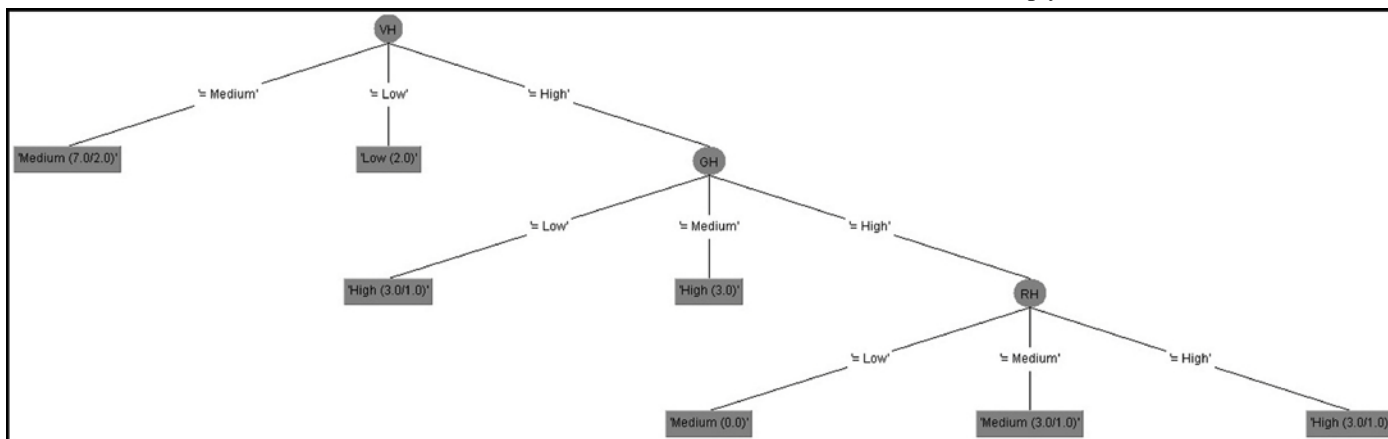 VH
'= Medium' '= Low' '= High'
'Medium (7.0/2.0)' 'Low (2.0)' GH
'= Low' '= Medium' '= High'
'High (3.0/1.0)' 'High (3.0)' RH
'= Low' '= Medium' '= High'
'Medium (0.0)' 'Medium (3.0/1.0)' 'High (3.0/1.0)'